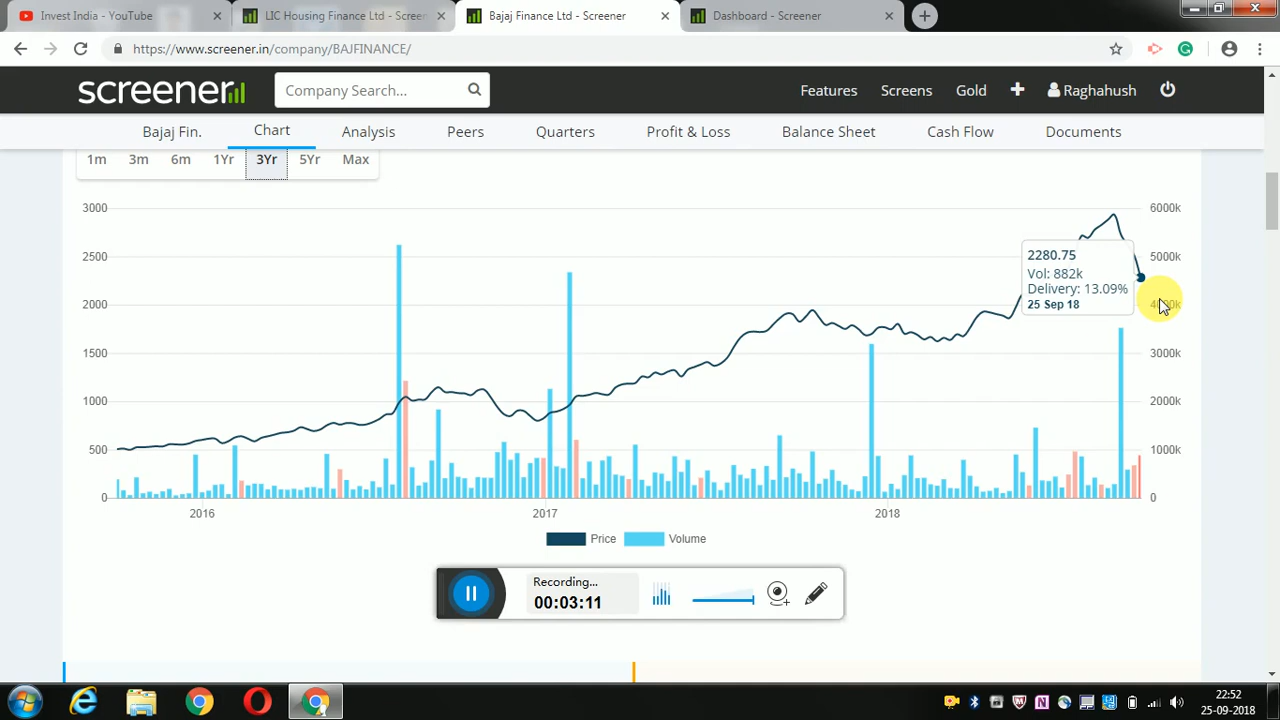 Invest India - YouTube
LIC Housing Finance Ltd - Screen
Bajaj Finance Ltd - Screener
Dashboard - Screener
https://www.screener.in/company/BAJFINANCE/
screener
Company Search...
Features
Screens
Gold
Raghahush
Bajaj Fin.
Chart
Analysis
Peers
Quarters
Profit & Loss
Balance Sheet
Cash Flow
Documents
1m 3m 6m 1Yr 3Yr 5Yr Max
3000
2500
2000
1500
1000
500
0
6000k
5000k
4000k
3000k
2000k
1000k
0
2280.75
Vol: 882k
Delivery: 13.09%
25 Sep 18
2016 2017 2018
Price Volume
Recording...
00:03:11
22:52
25-09-2018